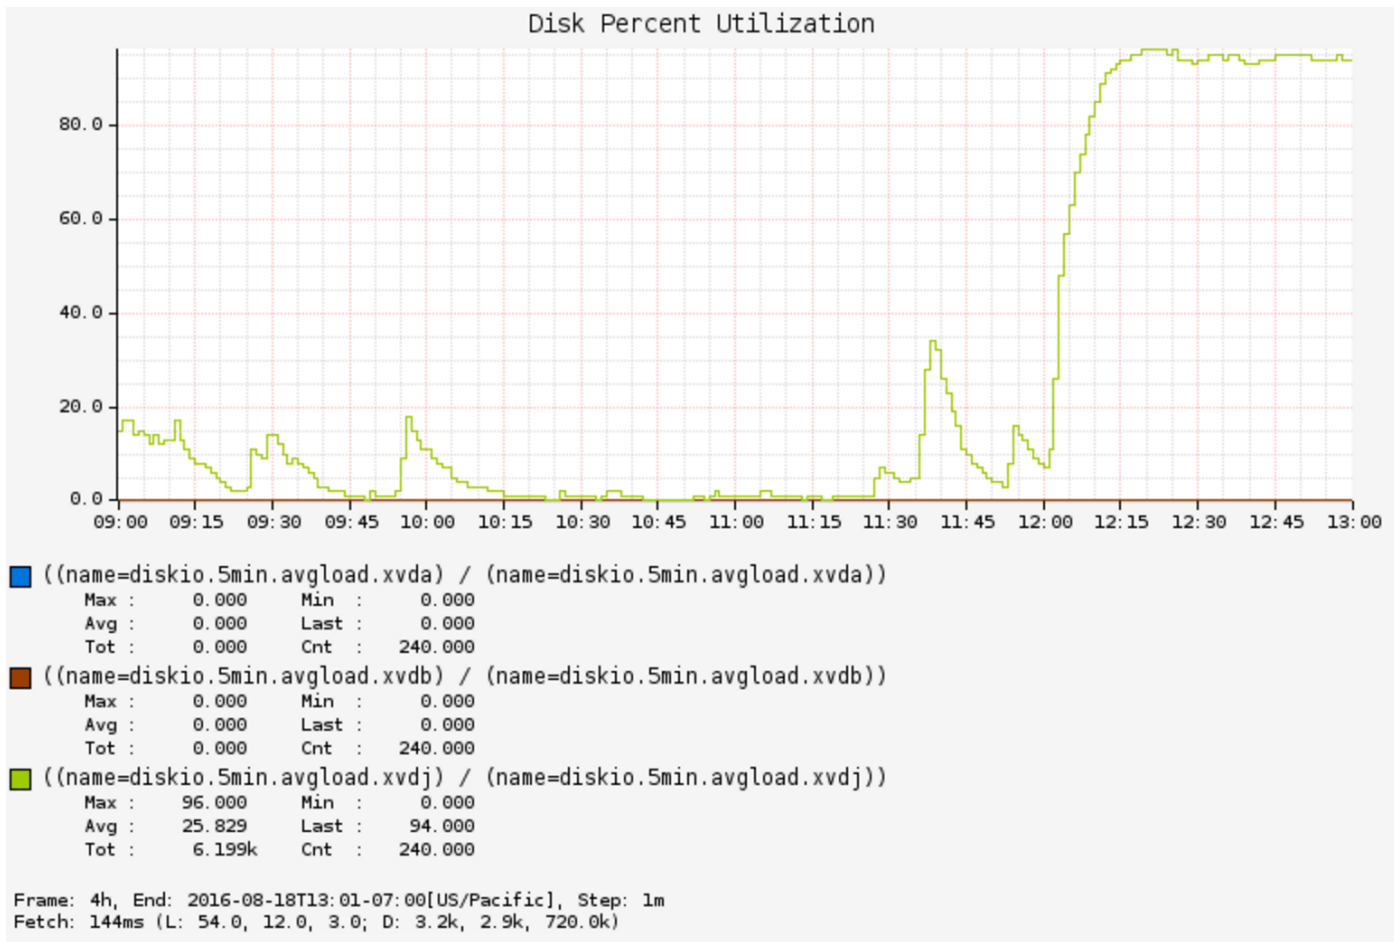 Disk Percent Utilization
80.0
60.0
40.0
20.0
0.0
09:00 09:15 09:30 09:45 10:00 10:15 10:30 10:45 11:00 11:15 11:30 11:45 12:00 12:15 12:30 12:45 13:00
((name=diskio.5min.avgload.xvda) / (name=diskio.5min.avgload.xvda))
Max : 0.000 Min : 0.000
Avg : 0.000 Last : 0.000
Tot : 0.000 Cnt : 240.000
((name=diskio.5min.avgload.xvdb) / (name=diskio.5min.avgload.xvdb))
Max : 0.000 Min : 0.000
Avg : 0.000 Last : 0.000
Tot : 0.000 Cnt : 240.000
((name=diskio.5min.avgload.xvdj) / (name=diskio.5min.avgload.xvdj))
Max : 96.000 Min : 0.000
Avg : 25.829 Last : 94.000
Tot : 6.199k Cnt : 240.000
Frame: 4h, End: 2016-08-18T13:01-07:00[US/Pacific], Step: 1m
Fetch: 144ms (L: 54.0, 12.0, 3.0; D: 3.2k, 2.9k, 720.0k)